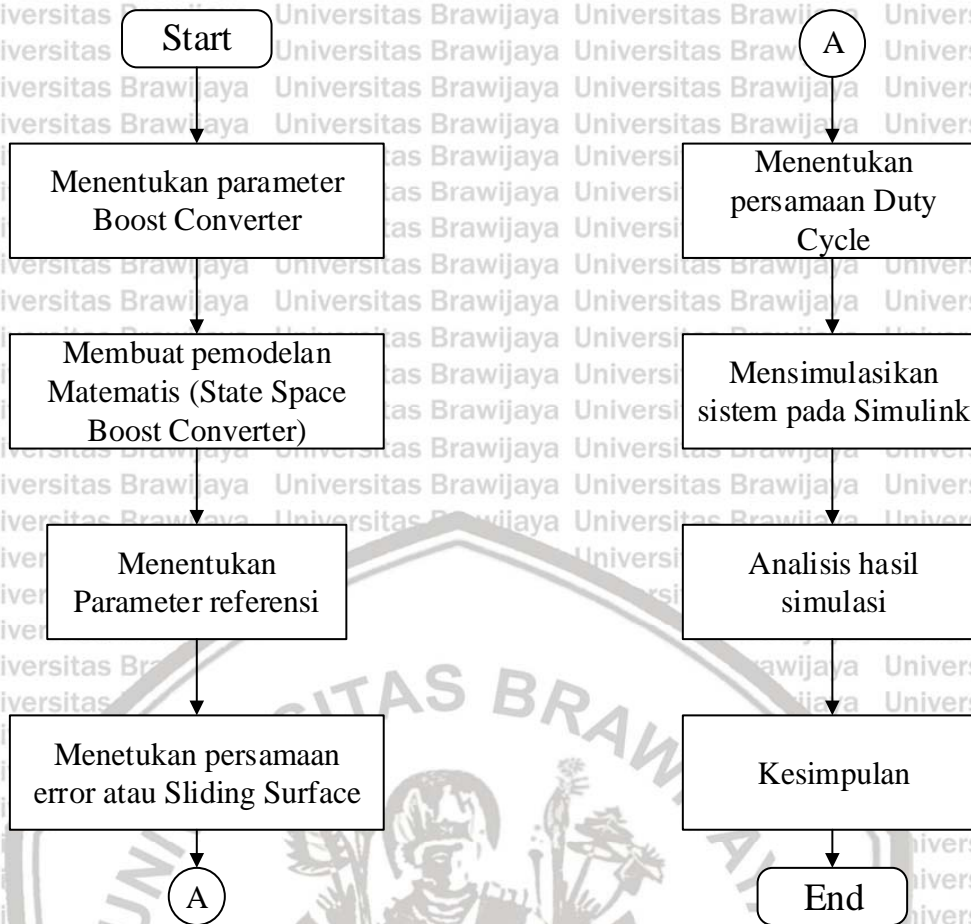 Start
Menentukan parameter
Boost Converter
Membuat pemodelan
Matematis (State Space
Boost Converter)
Menentukan
Parameter referensi
Menetukan persamaan
error atau Sliding Surface
A
A
Menentukan
persamaan Duty
Cycle
Mensimulasikan
sistem pada Simulink
Analisis hasil
simulasi
Kesimpulan
End